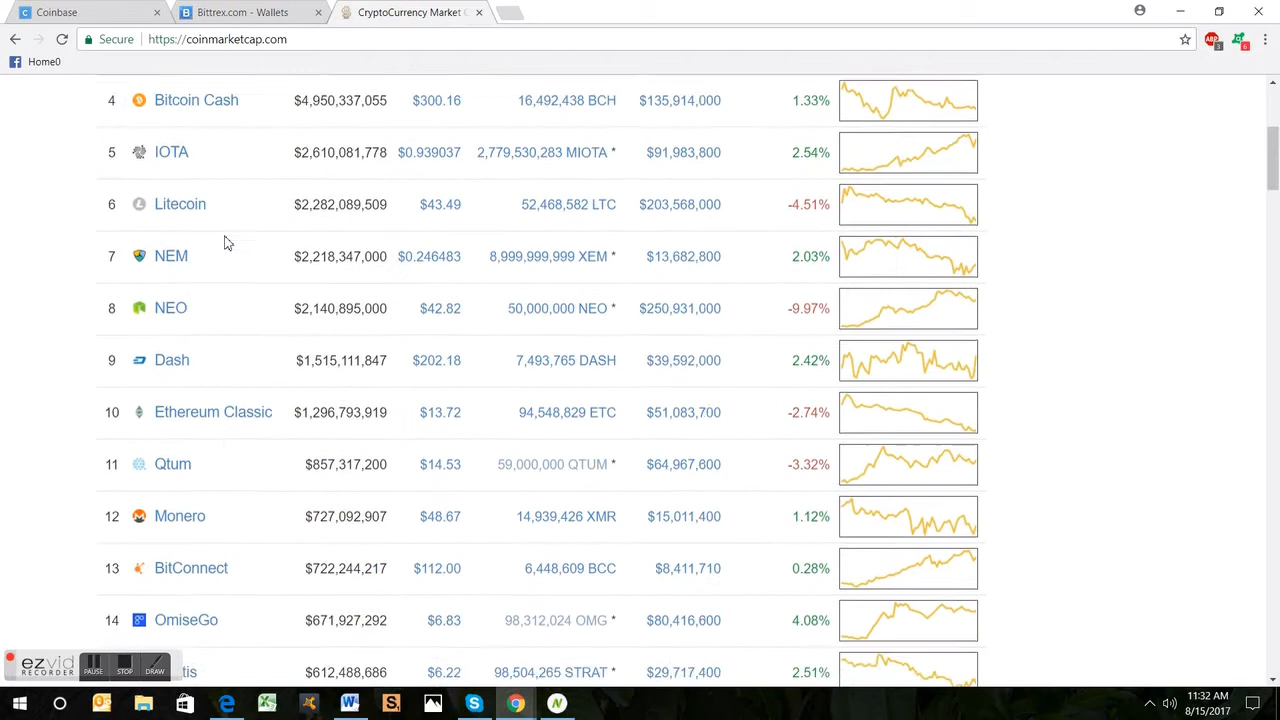 Coinbase Bittrex.com - Wallets CryptoCurrency Market C
Secure https://coinmarketcap.com ABP 3 6
Home0
4 Bitcoin Cash $4,950,337,055 $300.16 16,492,438 BCH $135,914,000 1.33%
5 IOTA $2,610,081,778 $0.939037 2,779,530,283 MIOTA * $91,983,800 2.54%
6 Litecoin $2,282,089,509 $43.49 52,468,582 LTC $203,568,000 -4.51%
7 NEM $2,218,347,000 $0.246483 8,999,999,999 XEM * $13,682,800 2.03%
8 NEO $2,140,895,000 $42.82 50,000,000 NEO * $250,931,000 -9.97%
9 Dash $1,515,111,847 $202.18 7,493,765 DASH $39,592,000 2.42%
10 Ethereum Classic $1,296,793,919 $13.72 94,548,829 ETC $51,083,700 -2.74%
11 Qtum $857,317,200 $14.53 59,000,000 QTUM * $64,967,600 -3.32%
12 Monero $727,092,907 $48.67 14,939,426 XMR $15,011,400 1.12%
13 BitConnect $722,244,217 $112.00 6,448,609 BCC $8,411,710 0.28%
14 OmiseGo $671,927,292 $6.83 98,312,024 OMG * $80,416,600 4.08%
tis $612,488,686 $6.22 98,504,265 STRAT * $29,717,400 2.51%
ezvid
RECORDER PAUSE STOP DRAW
11:32 AM
8/15/2017